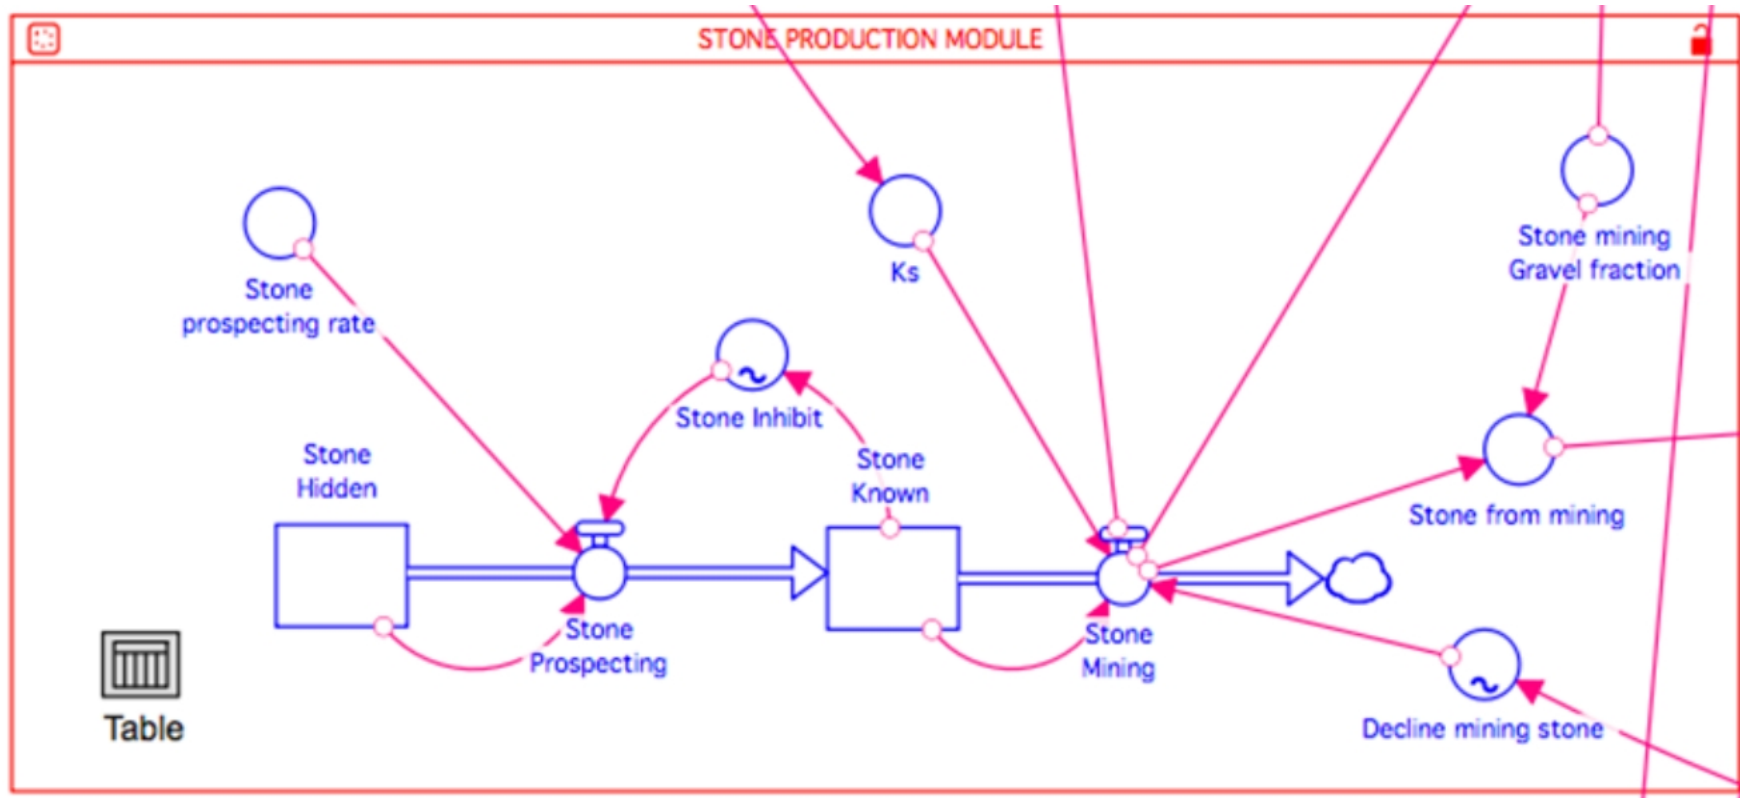 STONE PRODUCTION MODULE
Stone
prospecting rate
Ks
Stone mining
Gravel fraction
Stone Inhibit
Stone
Hidden
Stone
Known
Stone from mining
Stone
Prospecting
Stone
Mining
Decline mining stone
Table